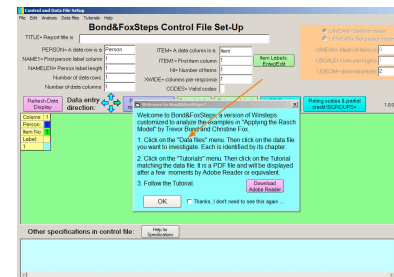 Control and Data File Setup
File Edit Analysis Data files Tutorials Help
Bond&FoxSteps Control File Set-Up
TITLE= Report title is
PERSON= A data row is a Person
ITEM= A data column is a Item
NAME1= First person label column 1
ITEM1= First item column 1
NAMELEN= Person label length 1
NI= Number of items 1
Number of data rows 1
XWIDE= columns per response 1
Number of data columns 1
CODES= Valid codes
Item Labels: Enter/Edit
UMEAN= Mean of items is
USCALE= Units per logit is
UDECIM= decimal places 2
Refresh Data Display
Data entry direction:
Rating scales & partial credit ISGROUPS=
Welcome to Bond&FoxSteps!
Column: 1
Person:
Item No 1
Label:
1
Welcome to Bond&FoxSteps, a version of Winsteps
customized to analyze the examples in "Applying the Rasch
Model" by Trevor Bond and Christine Fox.
1. Click on the "Data files" menu. Then click on the data file
you want to investigate. Each is identified by its chapter.
2. Click on the "Tutorials" menu. Then click on the Tutorial
matching the data file. It is a PDF file and will be displayed
after a few moments by Adobe Reader or equivalent.
3. Follow the Tutorial.
Download Adobe Reader
OK
Thanks, I don't need to see this again ...
Other specifications in control file:
Help for Specifications